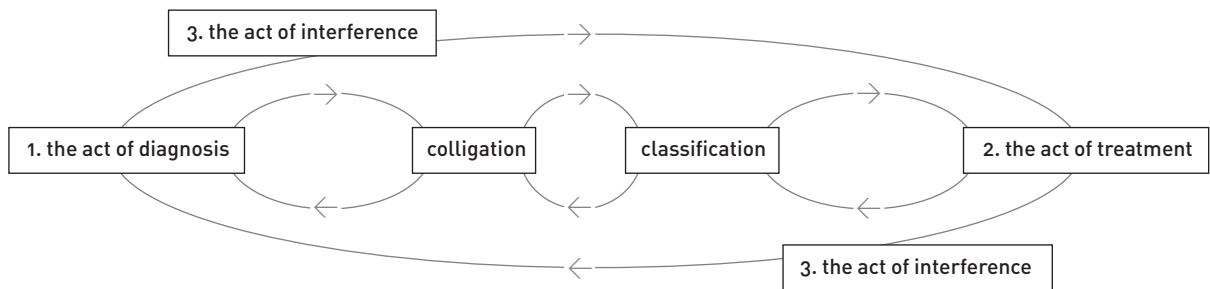 3. the act of interference
1. the act of diagnosis
colligation
classification
2. the act of treatment
3. the act of interference